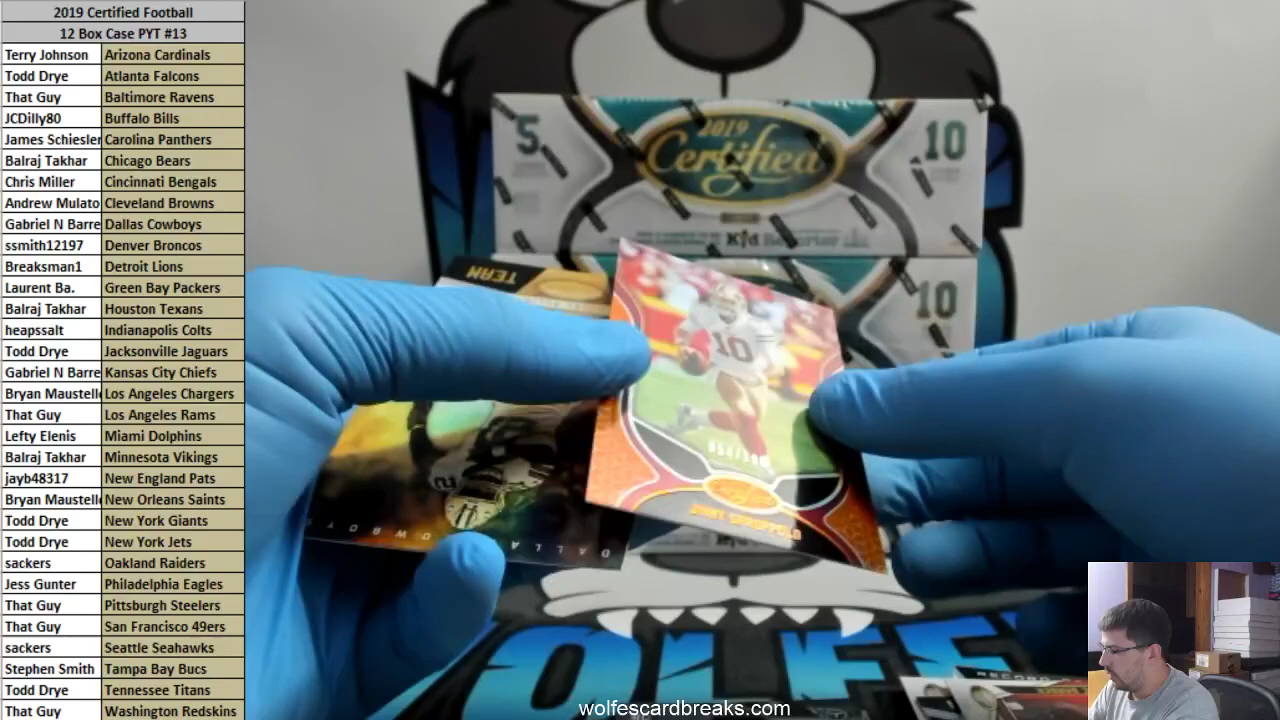 2019 Certified Football
12 Box Case PYT #13
Terry Johnson Arizona Cardinals
Todd Drye Atlanta Falcons
That Guy Baltimore Ravens
JCDilly80 Buffalo Bills
James Schiesler Carolina Panthers
Balraj Takhar Chicago Bears
Chris Miller Cincinnati Bengals
Andrew Mulato Cleveland Browns
Gabriel N Barre Dallas Cowboys
ssmith12197 Denver Broncos
Breaksman1 Detroit Lions
Laurent Ba. Green Bay Packers
Balraj Takhar Houston Texans
heapssalt Indianapolis Colts
Todd Drye Jacksonville Jaguars
Gabriel N Barre Kansas City Chiefs
Bryan Maustell Los Angeles Chargers
That Guy Los Angeles Rams
Lefty Elenis Miami Dolphins
Balraj Takhar Minnesota Vikings
jayb48317 New England Pats
Bryan Maustell New Orleans Saints
Todd Drye New York Giants
Todd Drye New York Jets
sackers Oakland Raiders
Jess Gunter Philadelphia Eagles
That Guy Pittsburgh Steelers
That Guy San Francisco 49ers
sackers Seattle Seahawks
Stephen Smith Tampa Bay Bucs
Todd Drye Tennessee Titans
That Guy Washington Redskins
5
2019
Certified
10
Kid Reporter
10
TEAM
10
OLFE
RECORD
wolfescardbreaks.com